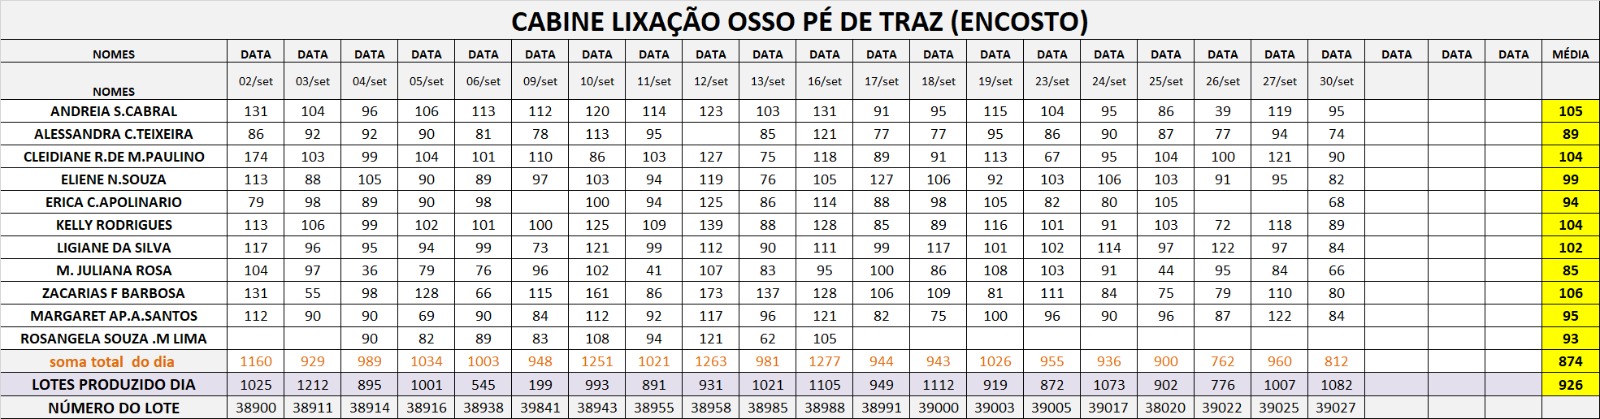 CABINE LIXAÇÃO OSSO PÉ DE TRAZ (ENCOSTO)
NOMES DATA DATA DATA DATA DATA DATA DATA DATA DATA DATA DATA DATA DATA DATA DATA DATA DATA DATA DATA DATA DATA DATA DATA MÉDIA
NOMES 02/set 03/set 04/set 05/set 06/set 09/set 10/set 11/set 12/set 13/set 16/set 17/set 18/set 19/set 23/set 24/set 25/set 26/set 27/set 30/set
ANDREIA S.CABRAL 131 104 96 106 113 112 120 114 123 103 131 91 95 115 104 95 86 39 119 95 105
ALESSANDRA C.TEIXEIRA 86 92 92 90 81 78 113 95 85 121 77 77 95 86 90 87 77 94 74 89
CLEIDIANE R.DE M.PAULINO 174 103 99 104 101 110 86 103 127 75 118 89 91 113 67 95 104 100 121 90 104
ELIENE N.SOUZA 113 88 105 90 89 97 103 94 119 76 105 127 106 92 103 106 103 91 95 82 99
ERICA C.APOLINARIO 79 98 89 90 98 100 94 125 86 114 88 98 105 82 80 105 68 94
KELLY RODRIGUES 113 106 99 102 101 100 125 109 139 88 128 85 89 116 101 91 103 72 118 89 104
LIGIANE DA SILVA 117 96 95 94 99 73 121 99 112 90 111 99 117 101 102 114 97 122 97 84 102
M. JULIANA ROSA 104 97 36 79 76 96 102 41 107 83 95 100 86 108 103 91 44 95 84 66 85
ZACARIAS F BARBOSA 131 55 98 128 66 115 161 86 173 137 128 106 109 81 111 84 75 79 110 80 106
MARGARET AP.A.SANTOS 112 90 90 69 90 84 112 92 117 96 121 82 75 100 96 90 96 87 122 84 95
ROSANGELA SOUZA .M LIMA 90 82 89 83 108 94 121 62 105 93
soma total do dia 1160 929 989 1034 1003 948 1251 1021 1263 981 1277 944 943 1026 955 936 900 762 960 812 874
LOTES PRODUZIDO DIA 1025 1212 895 1001 545 199 993 891 931 1021 1105 949 1112 919 872 1073 902 776 1007 1082 926
NÚMERO DO LOTE 38900 38911 38914 38916 38938 39841 38943 38955 38958 38985 38988 38991 39000 39003 39005 39017 38020 39022 39025 39027